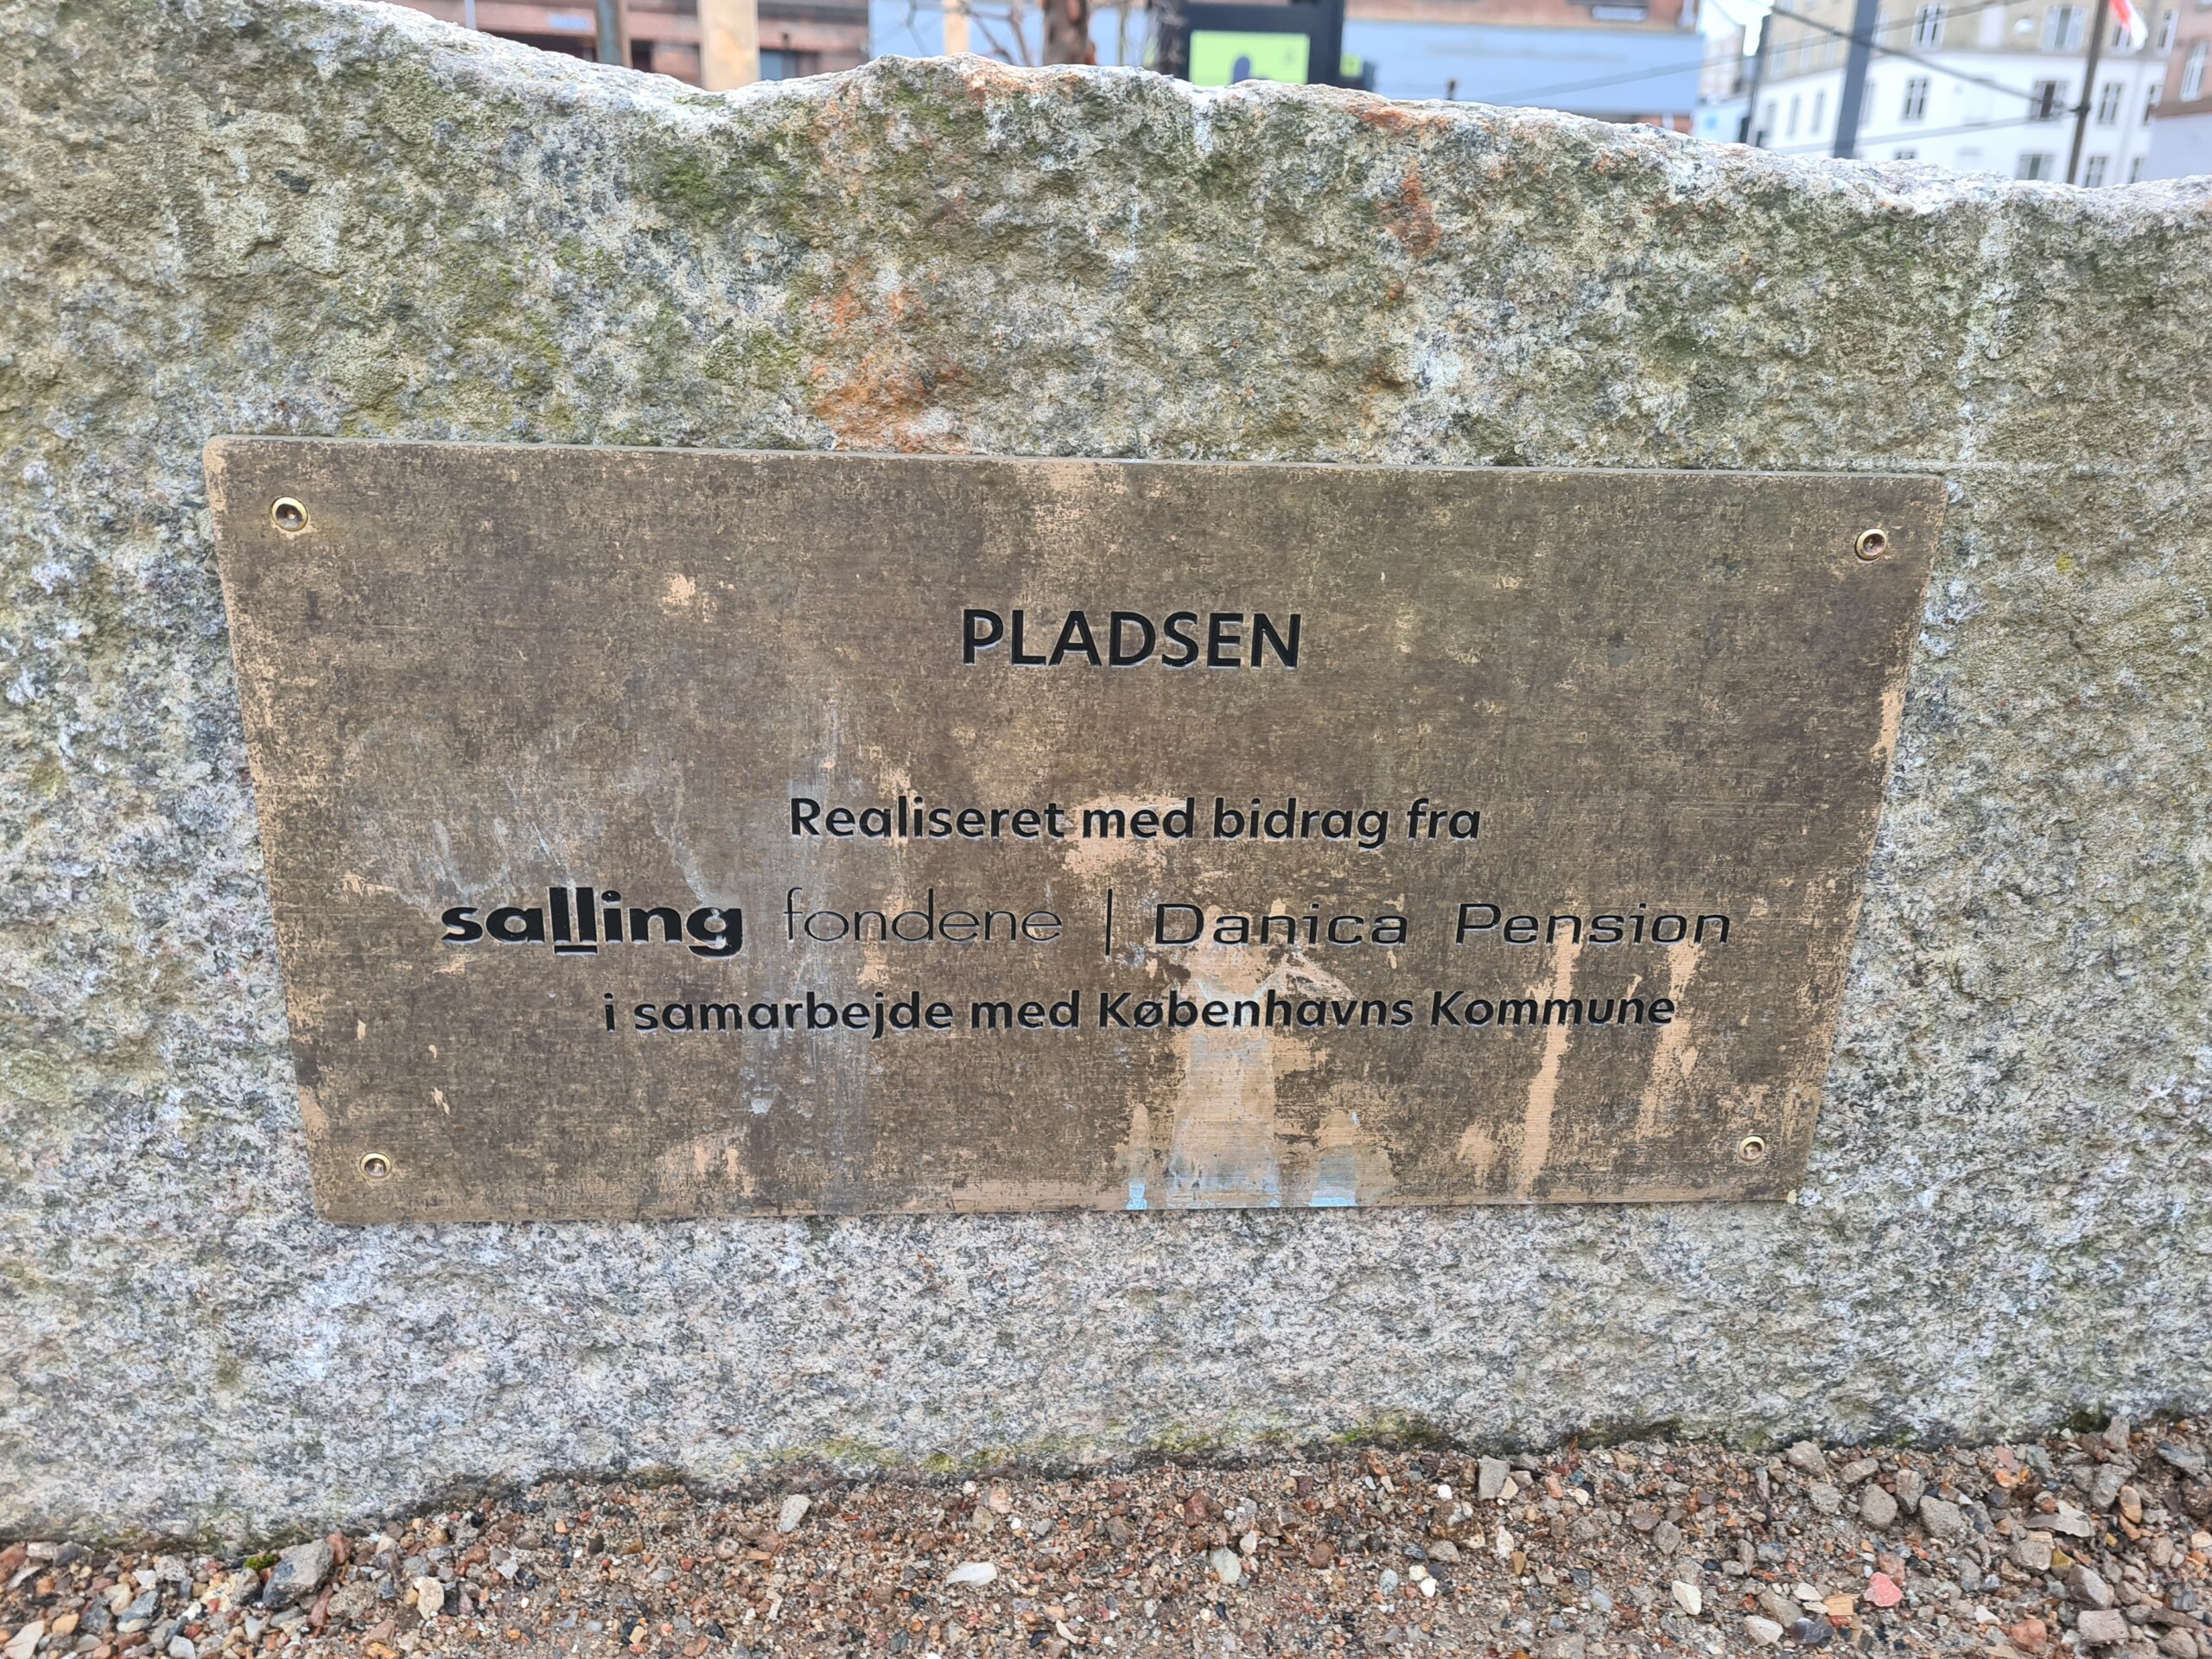 PLADSEN
Realiseret med bidrag fra
salling fondene | Danica Pension
i samarbejde med Københavns Kommune